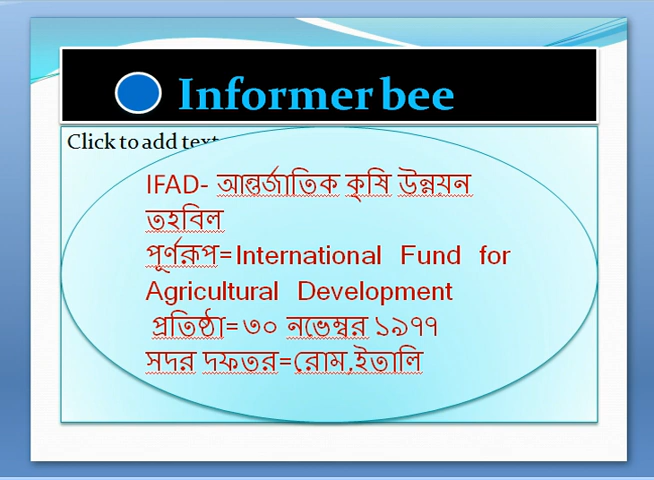 Informer bee
Click to add text
IFAD- আন্তর্জাতিক কৃষি উন্নয়ন
তহবিল
পূর্ণরূপ=International Fund for
Agricultural Development
প্রতিষ্ঠা=৩০ নভেম্বর ১৯৭৭
সদর দফতর=রোম,ইতালি